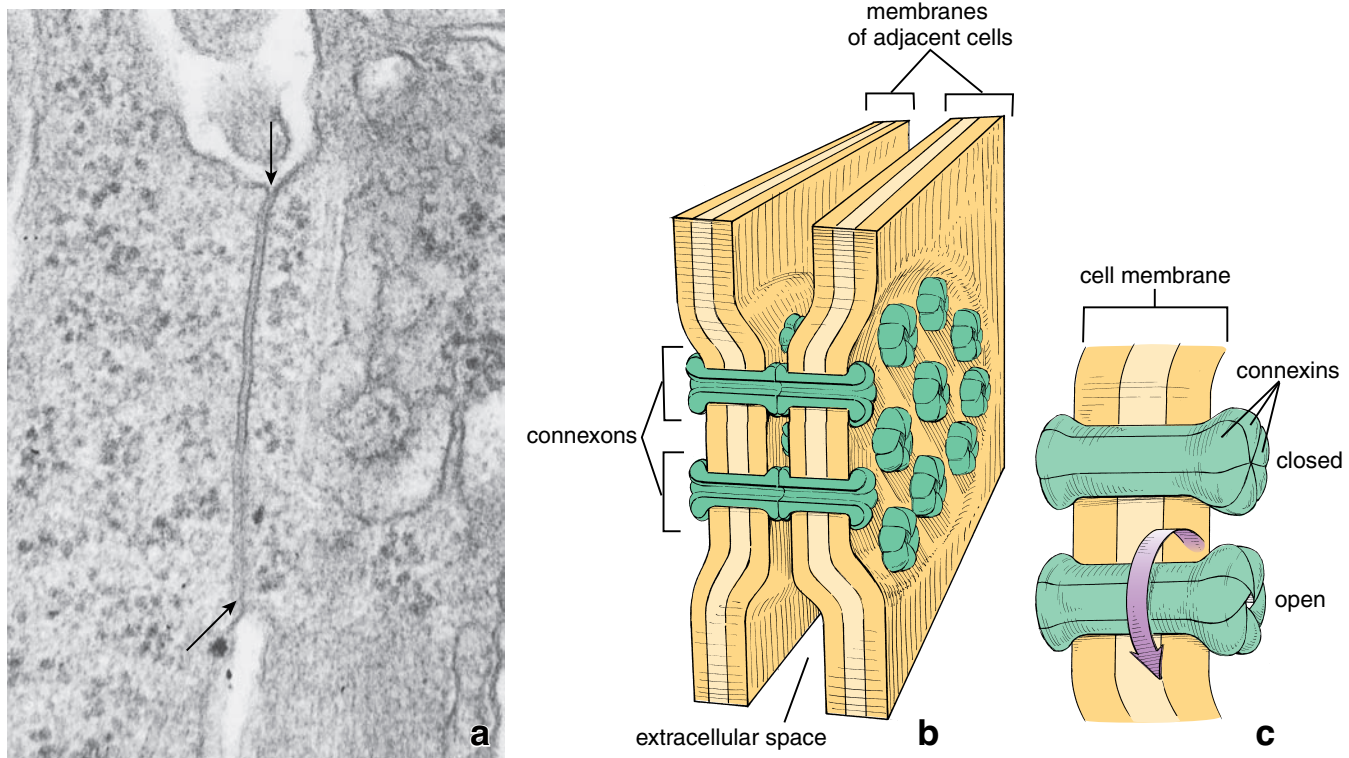 membranes
of adjacent cells
cell membrane
connexins
connexons
closed
open
extracellular space
a
b
c